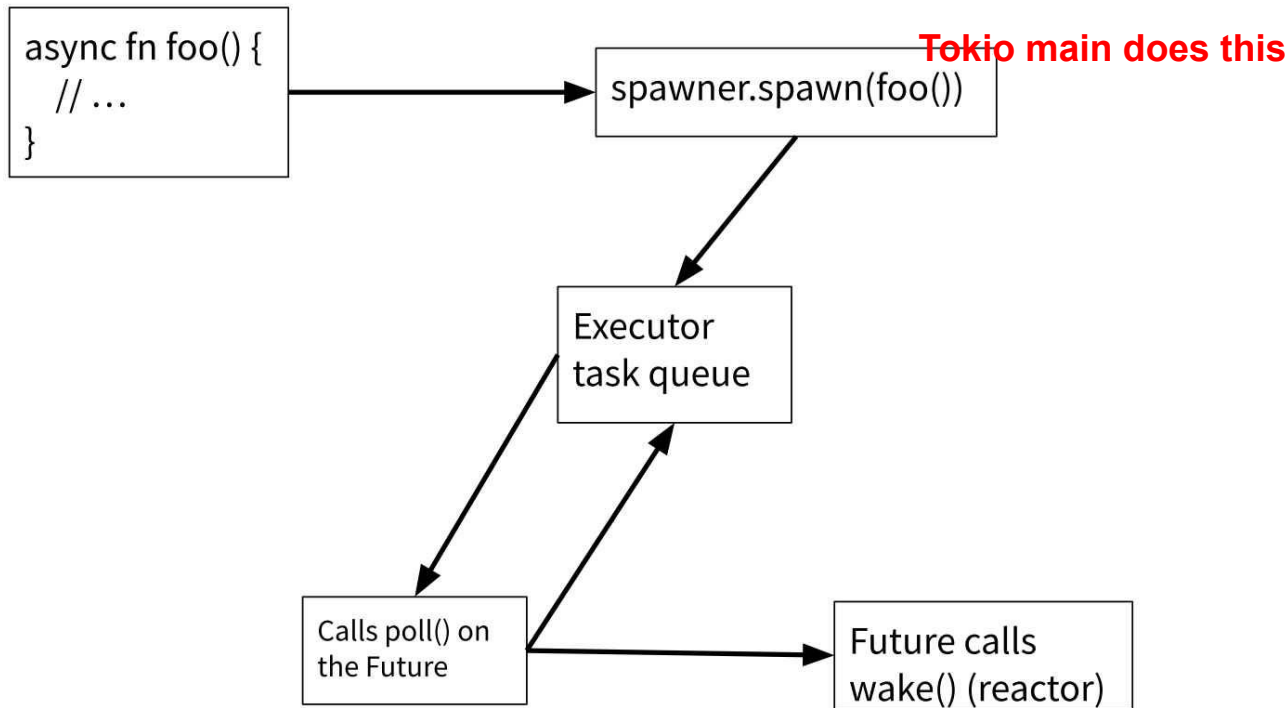 async fn foo() {
// …
}
Tokio main does this
spawner.spawn(foo())
Executor
task queue
Calls poll() on
the Future
Future calls
wake() (reactor)